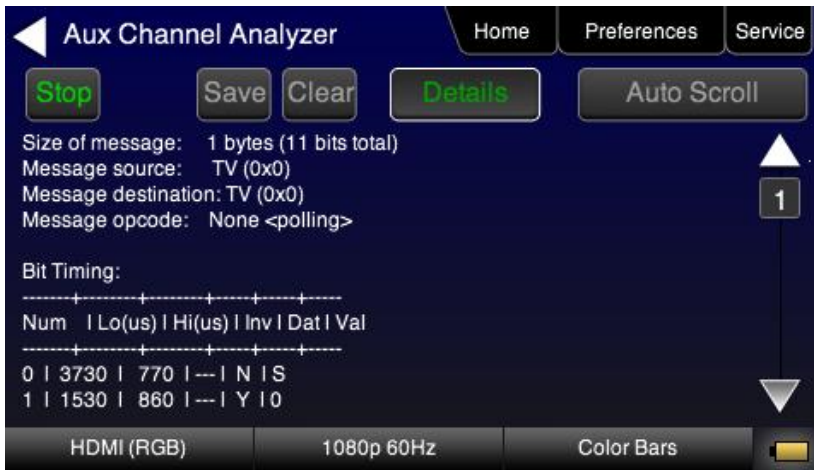 Aux Channel Analyzer Home Preferences Service
Stop Save Clear Details Auto Scroll
Size of message: 1 bytes (11 bits total)
Message source: TV (0x0)
Message destination: TV (0x0)
Message opcode: None <polling>
1
Bit Timing:
-------+--------+--------+-----+-----+-----
Num | Lo(us) | Hi(us) | Inv | Dat | Val
-------+--------+--------+-----+-----+-----
0 | 3730 | 770 |---| N |S
1 | 1530 | 860 |---| Y |0
HDMI (RGB) 1080p 60Hz Color Bars